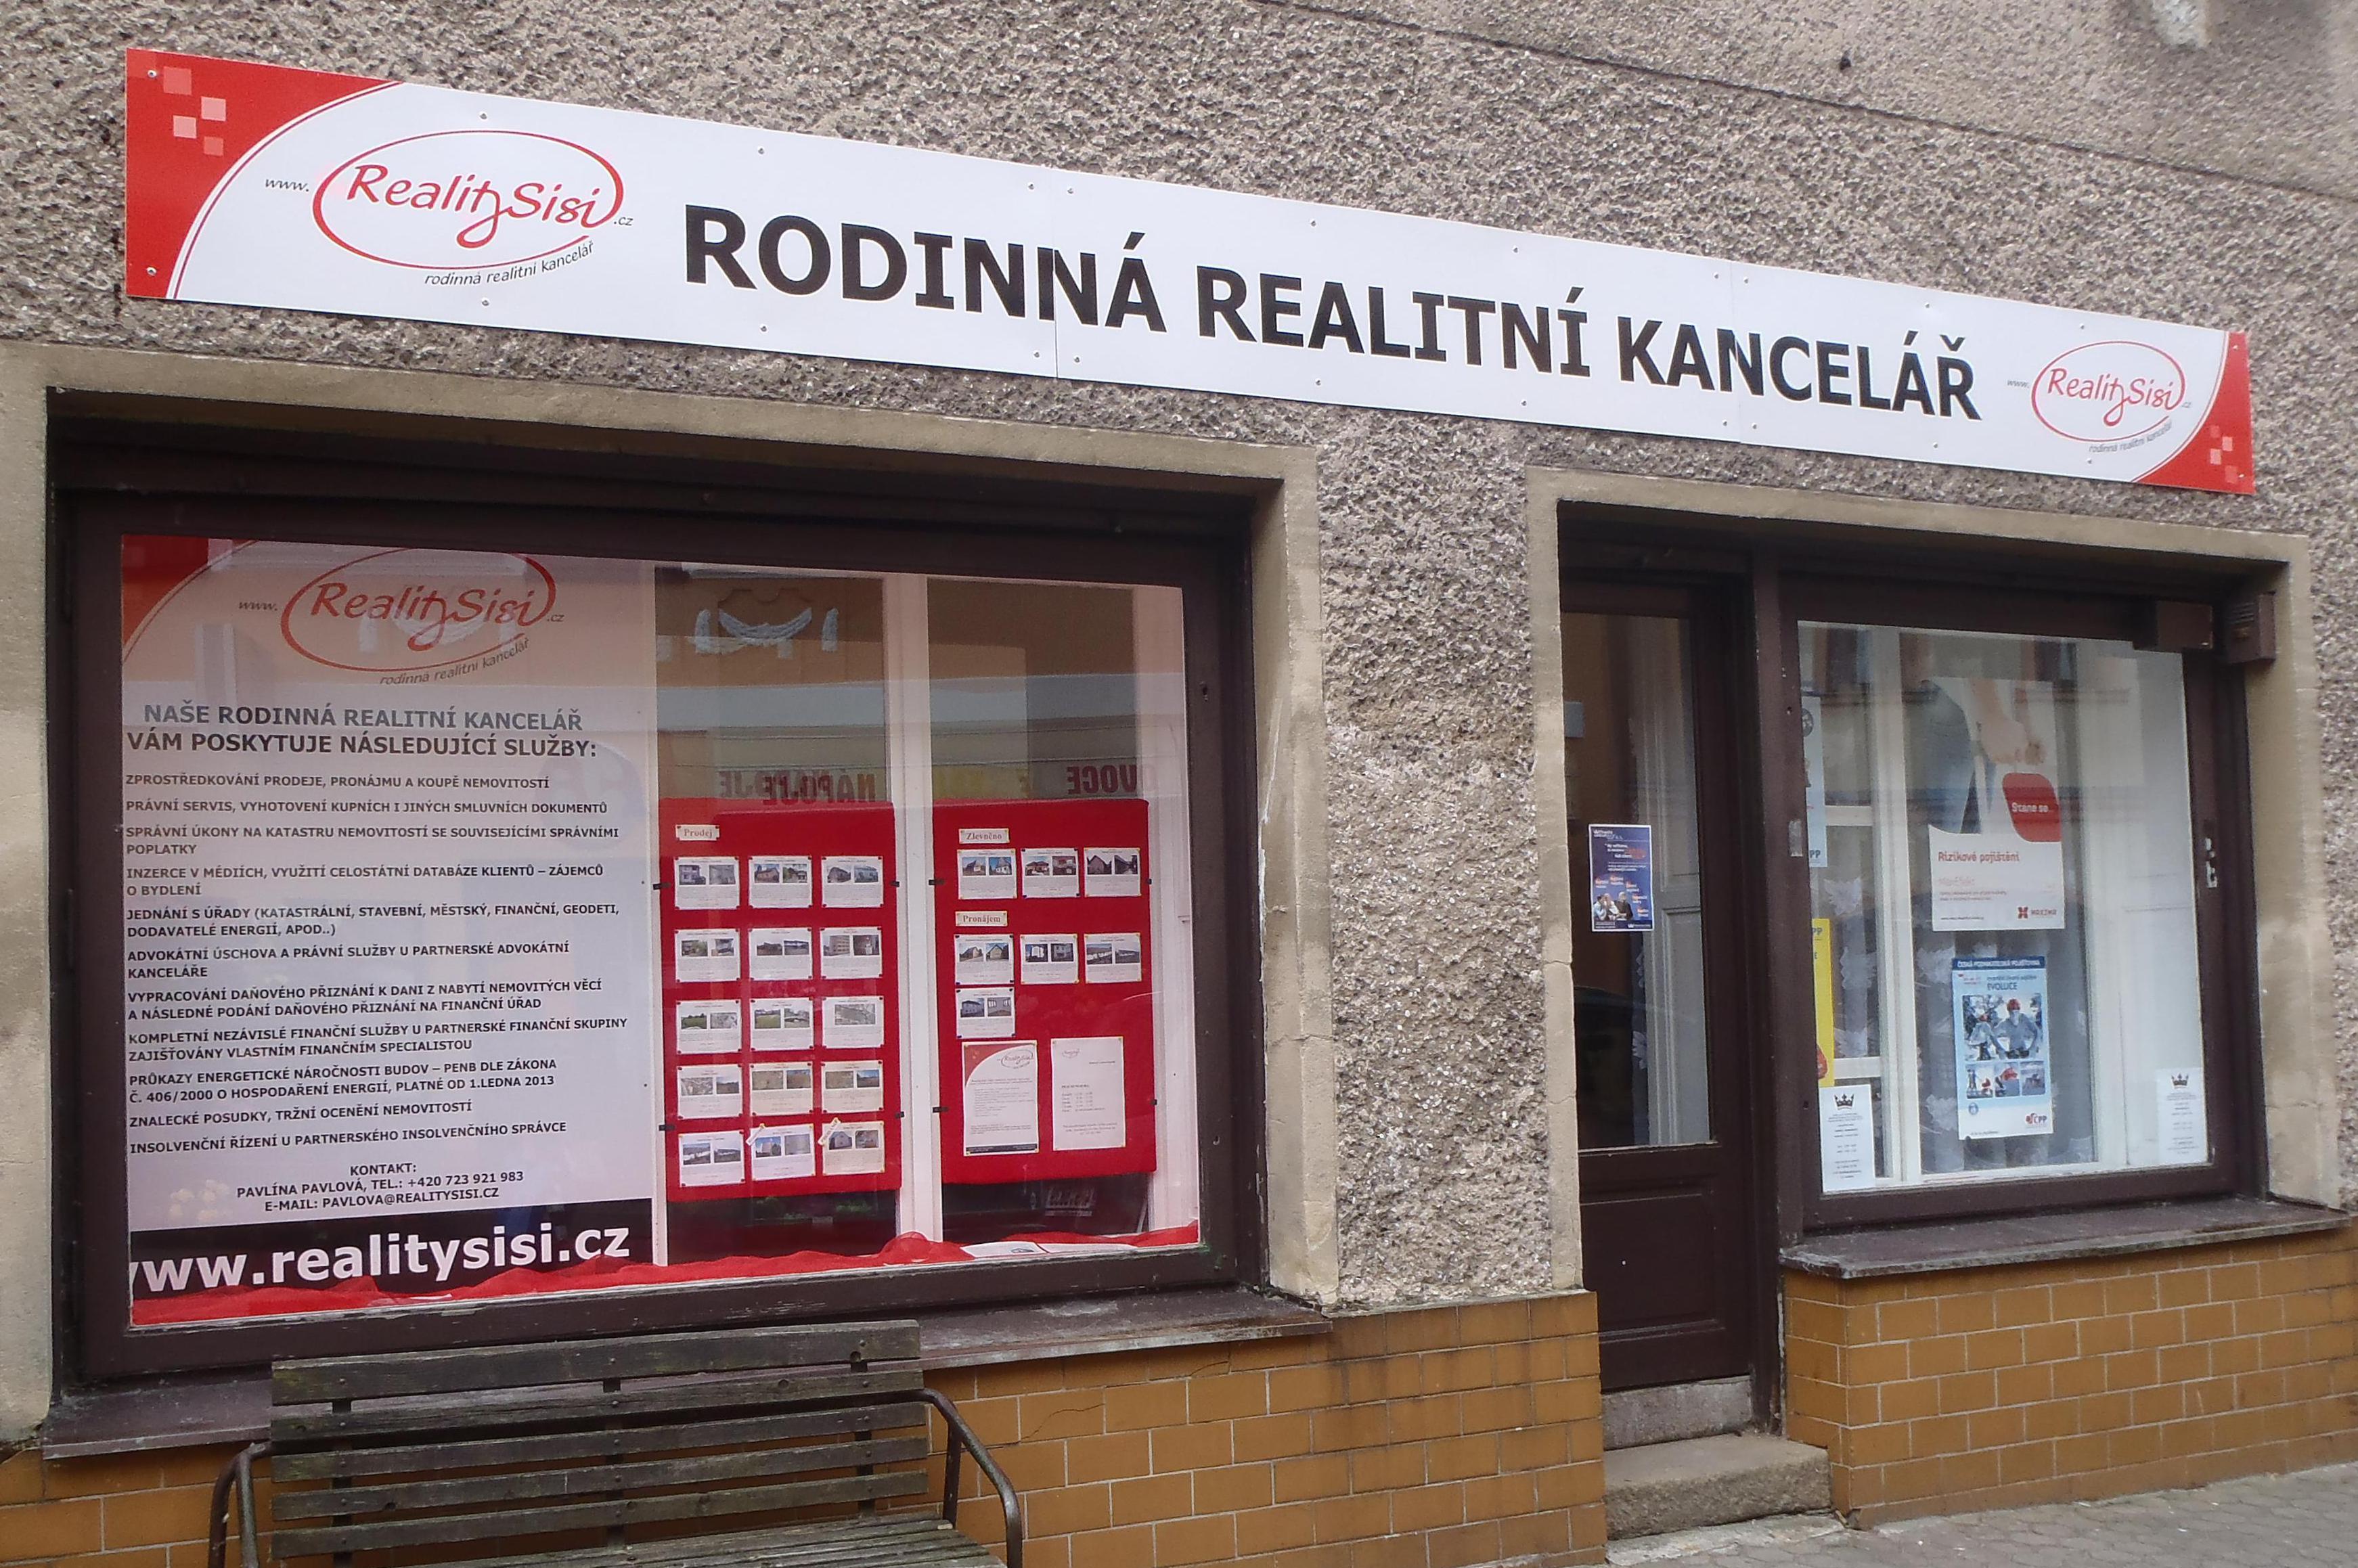 www.
RealitySisi
.cz
rodinná realitní kancelář
RODINNÁ REALITNÍ KANCELÁŘ
www.
RealitySisi
.cz
rodinná realitní kancelář
www.
RealitySisi
.cz
rodinná realitní kancelář
NAŠE RODINNÁ REALITNÍ KANCELÁŘ
VÁM POSKYTUJE NÁSLEDUJÍCÍ SLUŽBY:
ZPROSTŘEDKOVÁNÍ PRODEJE, PRONÁJMU A KOUPĚ NEMOVITOSTÍ
PRÁVNÍ SERVIS, VYHOTOVENÍ KUPNÍCH I JINÝCH SMLUVNÍCH DOKUMENTŮ
SPRÁVNÍ ÚKONY NA KATASTRU NEMOVITOSTÍ SE SOUVISEJÍCÍMI SPRÁVNÍMI
POPLATKY
INZERCE V MÉDIÍCH, VYUŽITÍ CELOSTÁTNÍ DATABÁZE KLIENTŮ – ZÁJEMCŮ
O BYDLENÍ
JEDNÁNÍ S ÚŘADY (KATASTRÁLNÍ, STAVEBNÍ, MĚSTSKÝ, FINANČNÍ, GEODETI,
DODAVATELÉ ENERGIÍ, APOD..)
ADVOKÁTNÍ ÚSCHOVA A PRÁVNÍ SLUŽBY U PARTNERSKÉ ADVOKÁTNÍ
KANCELÁŘE
VYPRACOVÁNÍ DAŇOVÉHO PŘIZNÁNÍ K DANI Z NABYTÍ NEMOVITÝCH VĚCÍ
A NÁSLEDNÉ PODÁNÍ DAŇOVÉHO PŘIZNÁNÍ NA FINANČNÍ ÚŘAD
KOMPLETNÍ NEZÁVISLÉ FINANČNÍ SLUŽBY U PARTNERSKÉ FINANČNÍ SKUPINY
ZAJIŠŤOVÁNY VLASTNÍM FINANČNÍM SPECIALISTOU
PRŮKAZY ENERGETICKÉ NÁROČNOSTI BUDOV – PENB DLE ZÁKONA
Č. 406/2000 O HOSPODAŘENÍ ENERGIÍ, PLATNÉ OD 1.LEDNA 2013
ZNALECKÉ POSUDKY, TRŽNÍ OCENĚNÍ NEMOVITOSTÍ
INSOLVENČNÍ ŘÍZENÍ U PARTNERSKÉHO INSOLVENČNÍHO SPRÁVCE
KONTAKT:
PAVLÍNA PAVLOVÁ, TEL.: +420 723 921 983
E-MAIL: PAVLOVA@REALITYSISI.CZ
www.realitysisi.cz
Prodej
Zlevněno
Pronájem
NÁPOJE
OVOCE
Stane se
Rizikové pojištění
MAXIMA
ČESKÁ PODNIKATELSKÁ POJIŠŤOVNA
EVOLUCE
ČPP